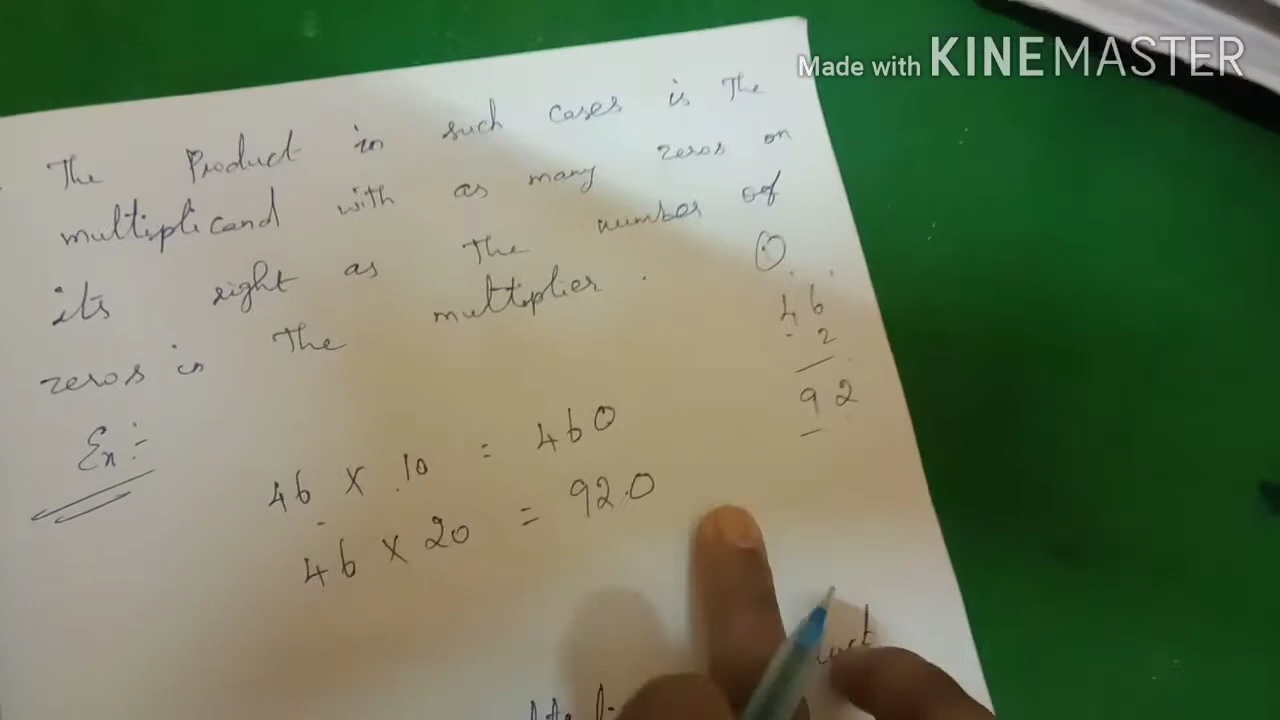 Made with KINEMASTER
The Product in such cases is The
multiplicand with as many zeros on
its right as The number of
zeros in The multiplier.
46
2
92
Ex:-
46 X 10 = 460
46 X 20 = 920